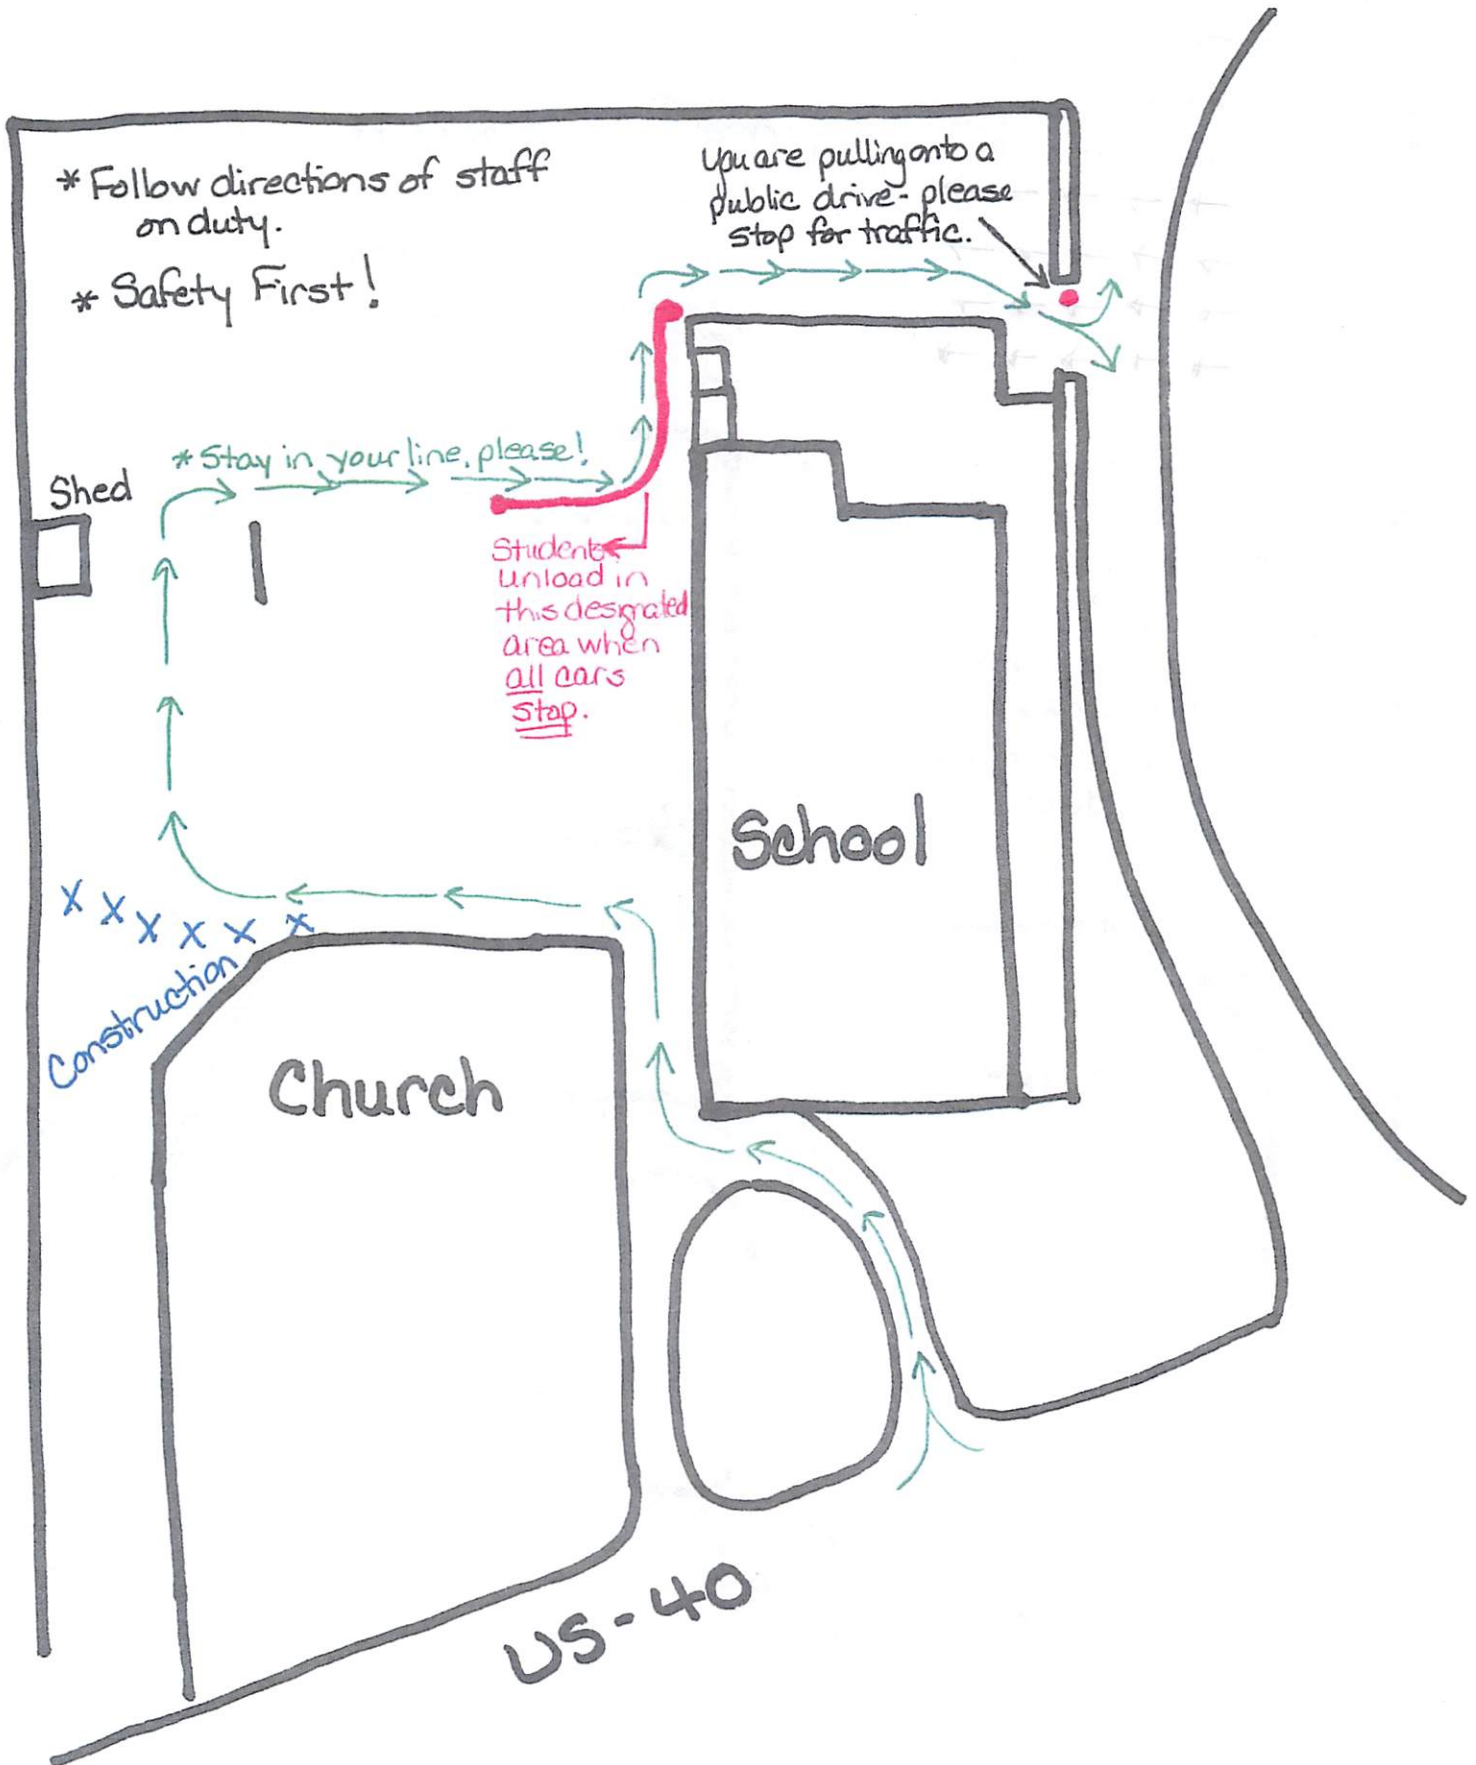 * Follow directions of staff
on duty.
* Safety First!
You are pulling onto a
public drive - please
stop for traffic.
* Stay in your line, please!
Shed
Students
unload in
this designated
area when
all cars
stop.
School
X X X X X X
Construction
Church
US-40